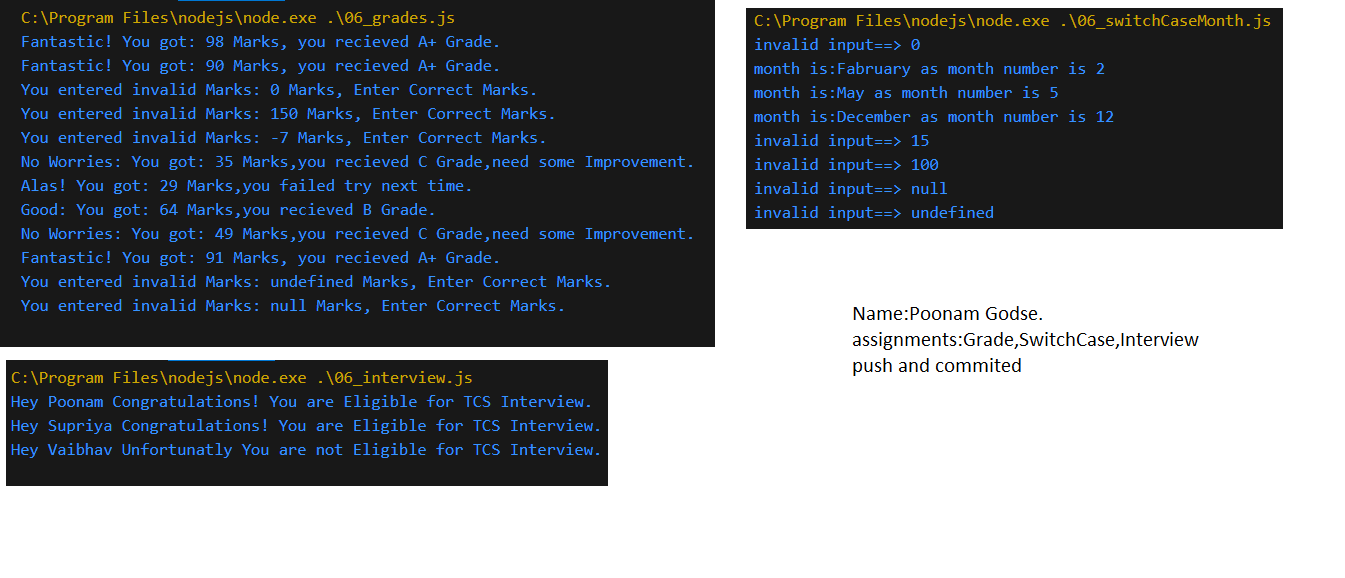 C:\Program Files\nodejs\node.exe .\06_grades.js
Fantastic! You got: 98 Marks, you recieved A+ Grade.
Fantastic! You got: 90 Marks, you recieved A+ Grade.
You entered invalid Marks: 0 Marks, Enter Correct Marks.
You entered invalid Marks: 150 Marks, Enter Correct Marks.
You entered invalid Marks: -7 Marks, Enter Correct Marks.
No Worries: You got: 35 Marks,you recieved C Grade,need some Improvement.
Alas! You got: 29 Marks,you failed try next time.
Good: You got: 64 Marks,you recieved B Grade.
No Worries: You got: 49 Marks,you recieved C Grade,need some Improvement.
Fantastic! You got: 91 Marks, you recieved A+ Grade.
You entered invalid Marks: undefined Marks, Enter Correct Marks.
You entered invalid Marks: null Marks, Enter Correct Marks.
C:\Program Files\nodejs\node.exe .\06_switchCaseMonth.js
invalid input==> 0
month is:Fabruary as month number is 2
month is:May as month number is 5
month is:December as month number is 12
invalid input==> 15
invalid input==> 100
invalid input==> null
invalid input==> undefined
Name:Poonam Godse.
assignments:Grade,SwitchCase,Interview
push and commited
C:\Program Files\nodejs\node.exe .\06_interview.js
Hey Poonam Congratulations! You are Eligible for TCS Interview.
Hey Supriya Congratulations! You are Eligible for TCS Interview.
Hey Vaibhav Unfortunatly You are not Eligible for TCS Interview.